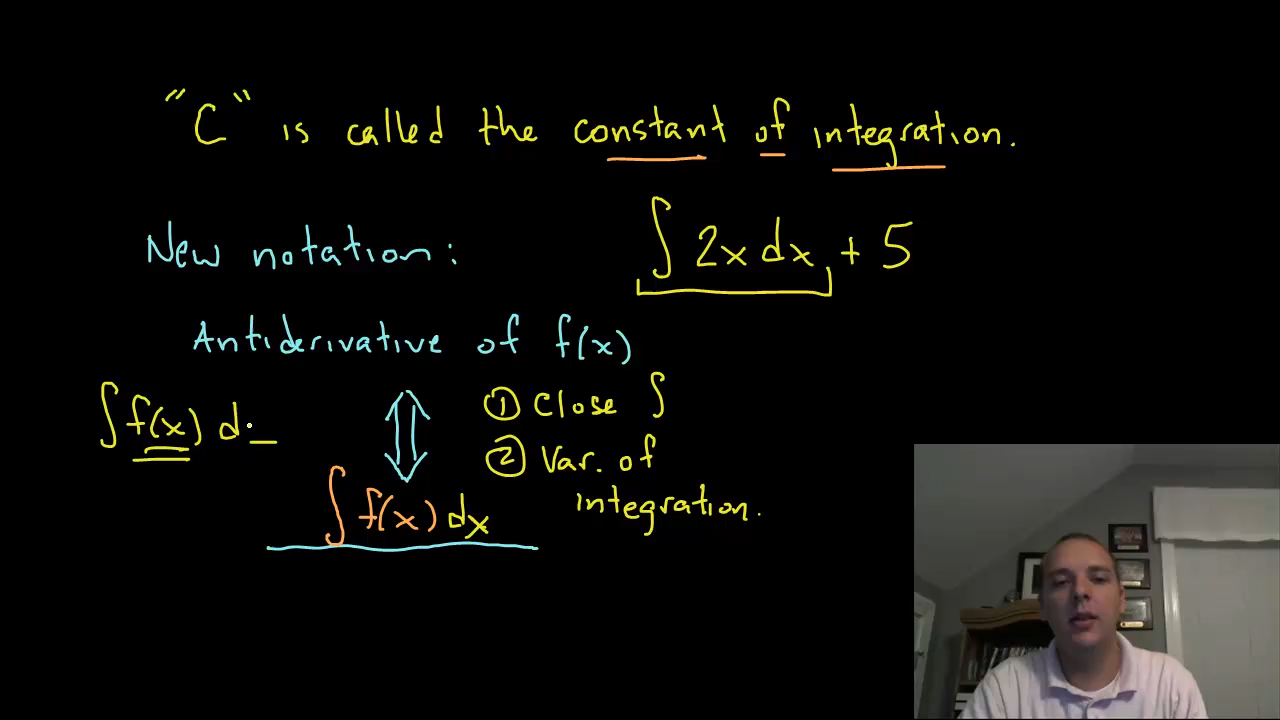 "C" is called the constant of integration.
New notation:
∫ 2x dx + 5
Antiderivative of f(x)
∫ f(x) d_
① Close ∫
② Var. of
integration.
∫ f(x) dx